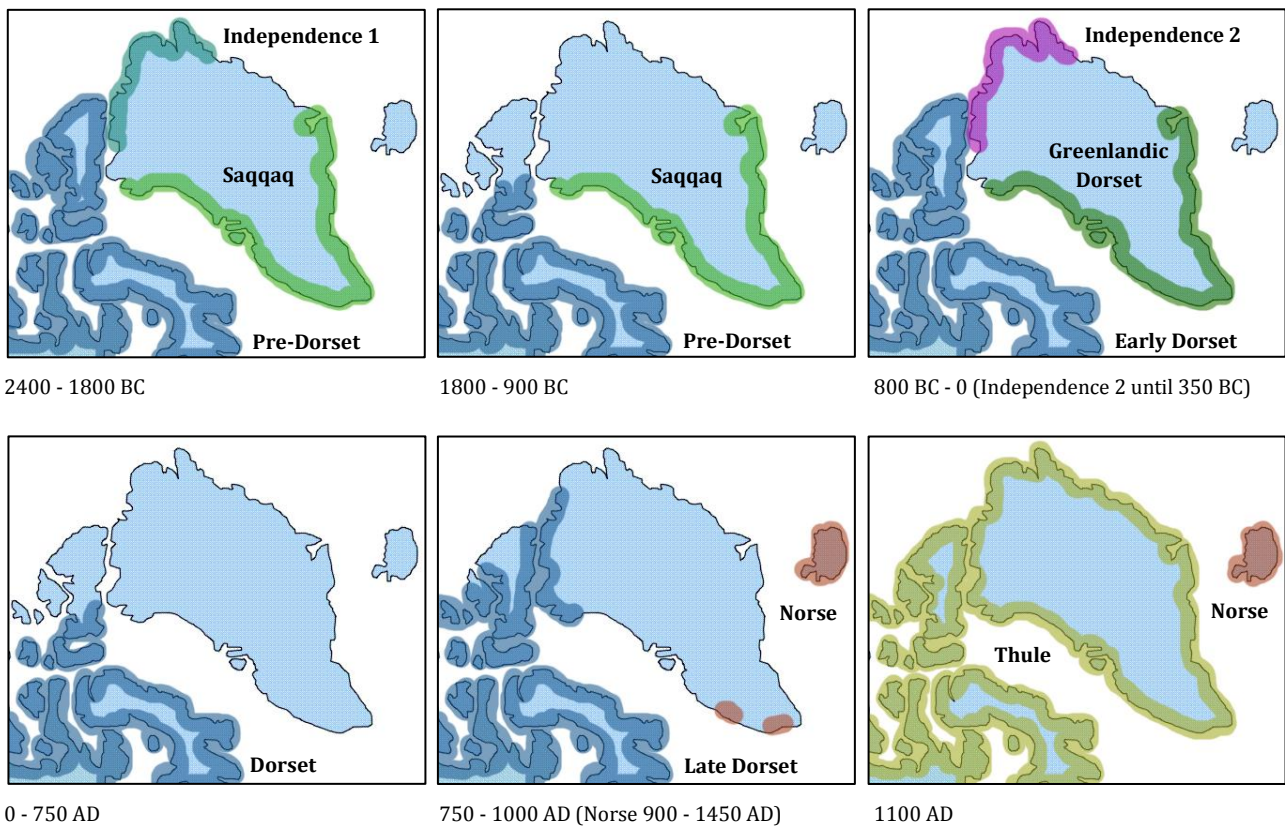 Independence 1
Saqqaq
Pre-Dorset
2400 - 1800 BC
Saqqaq
Pre-Dorset
1800 - 900 BC
Independence 2
Greenlandic
Dorset
Early Dorset
800 BC - 0 (Independence 2 until 350 BC)
Dorset
0 - 750 AD
Norse
Late Dorset
750 - 1000 AD (Norse 900 - 1450 AD)
Norse
Thule
1100 AD